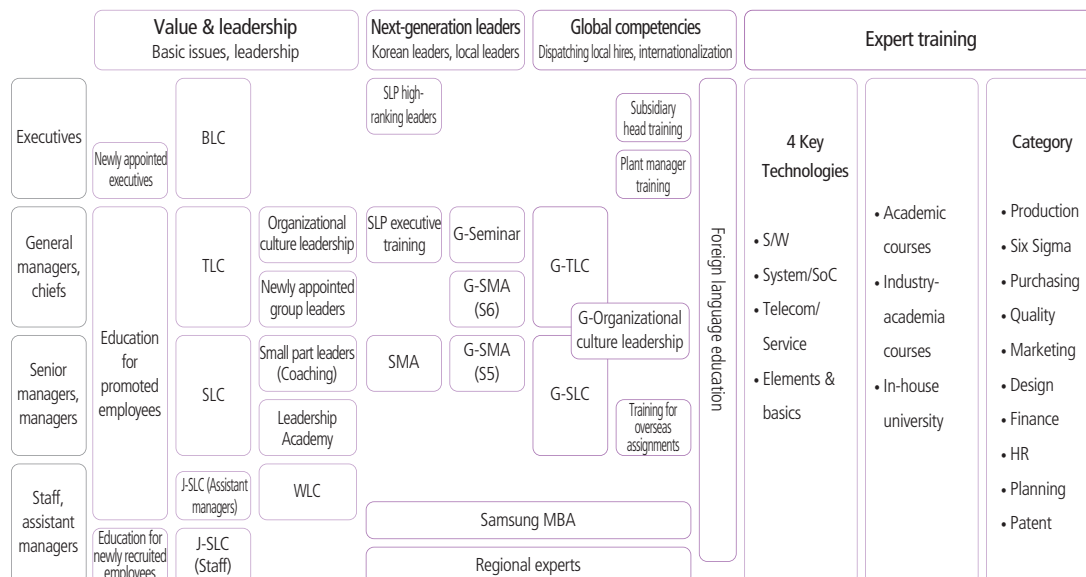 Value & leadership
Basic issues, leadership
Next-generation leaders
Korean leaders, local leaders
Global competencies
Dispatching local hires, internationalization
Expert training
Executives
Newly appointed
executives
BLC
SLP high-
ranking leaders
Subsidiary
head training
Plant manager
training
General
managers,
chiefs
Education
for
promoted
employees
TLC
Organizational
culture leadership
Newly appointed
group leaders
SLP executive
training
G-Seminar
G-SMA
(S6)
G-TLC
G-Organizational
culture leadership
Senior
managers,
managers
SLC
Small part leaders
(Coaching)
Leadership
Academy
SMA
G-SMA
(S5)
G-SLC
Training for
overseas
assignments
Staff,
assistant
managers
J-SLC (Assistant
managers)
WLC
Education for
newly recruited
employees
J-SLC
(Staff)
Samsung MBA
Regional experts
Foreign language education
4 Key
Technologies
• S/W
• System/SoC
• Telecom/
Service
• Elements &
basics
• Academic
courses
• Industry-
academia
courses
• In-house
university
Category
• Production
• Six Sigma
• Purchasing
• Quality
• Marketing
• Design
• Finance
• HR
• Planning
• Patent